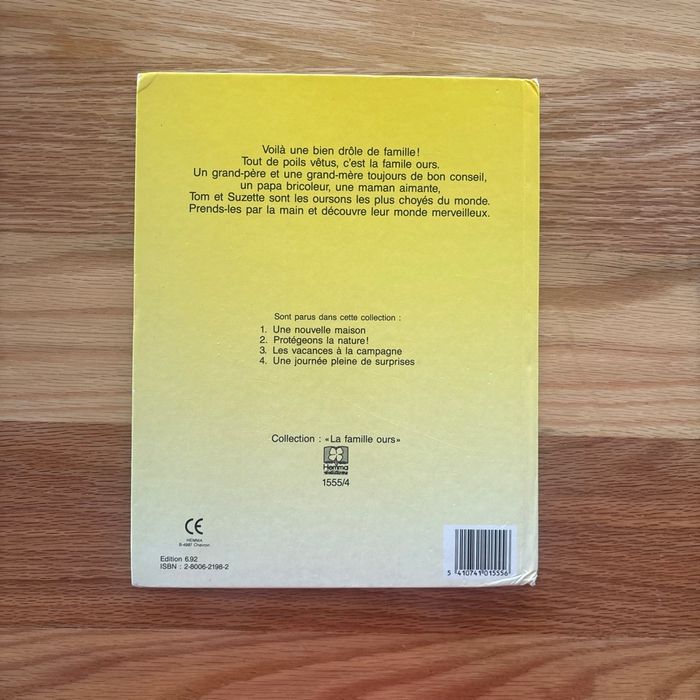 Voilà une bien drôle de famille!
Tout de poils vêtus, c'est la famile ours.
Un grand-père et une grand-mère toujours de bon conseil,
un papa bricoleur, une maman aimante,
Tom et Suzette sont les oursons les plus choyés du monde.
Prends-les par la main et découvre leur monde merveilleux.
Sont parus dans cette collection :
1. Une nouvelle maison
2. Protégeons la nature!
3. Les vacances à la campagne
4. Une journée pleine de surprises
Collection : «La famille ours»
Hemma
1555/4
CE
HEMMA
B-4987 Chevron
Edition 6.92
ISBN : 2-8006-2198-2
5 410741 015556